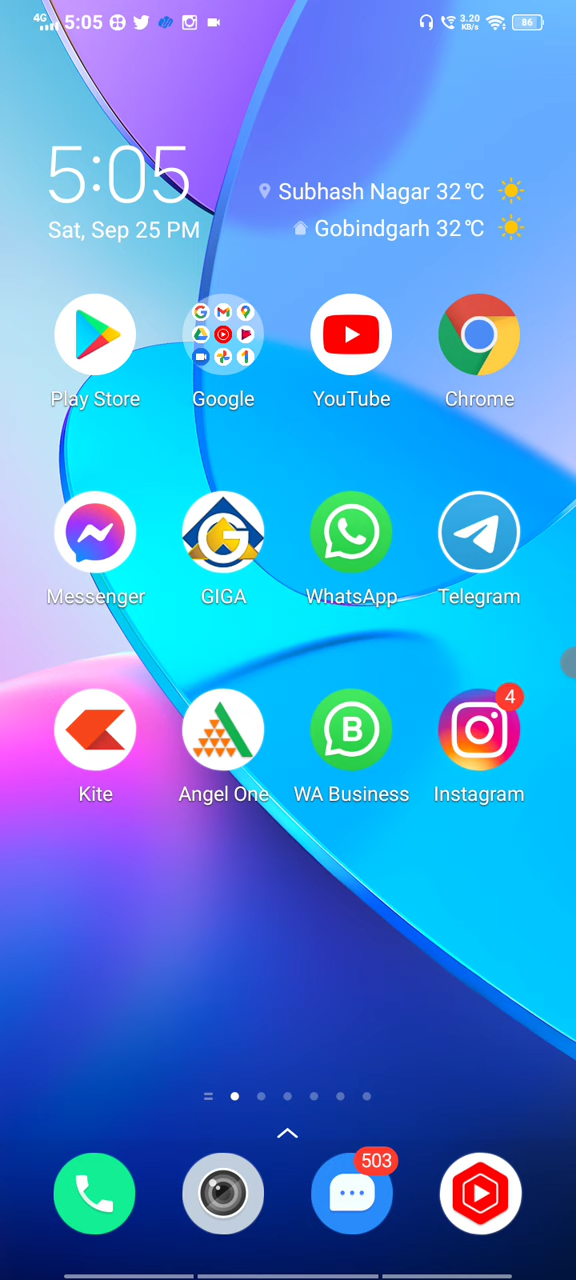 4G 5:05 3.20 KB/s 86
5:05
Sat, Sep 25 PM
Subhash Nagar 32℃
Gobindgarh 32℃
Play Store Google YouTube Chrome
Messenger GIGA WhatsApp Telegram
4
Kite Angel One WA Business Instagram
503